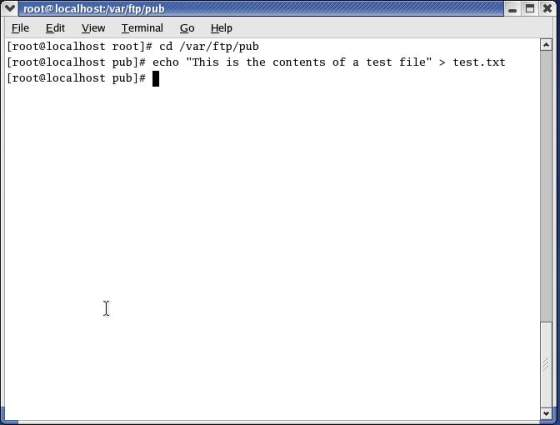 root@localhost:/var/ftp/pub
File Edit View Terminal Go Help
[root@localhost root]# cd /var/ftp/pub
[root@localhost pub]# echo "This is the contents of a test file" > test.txt
[root@localhost pub]#